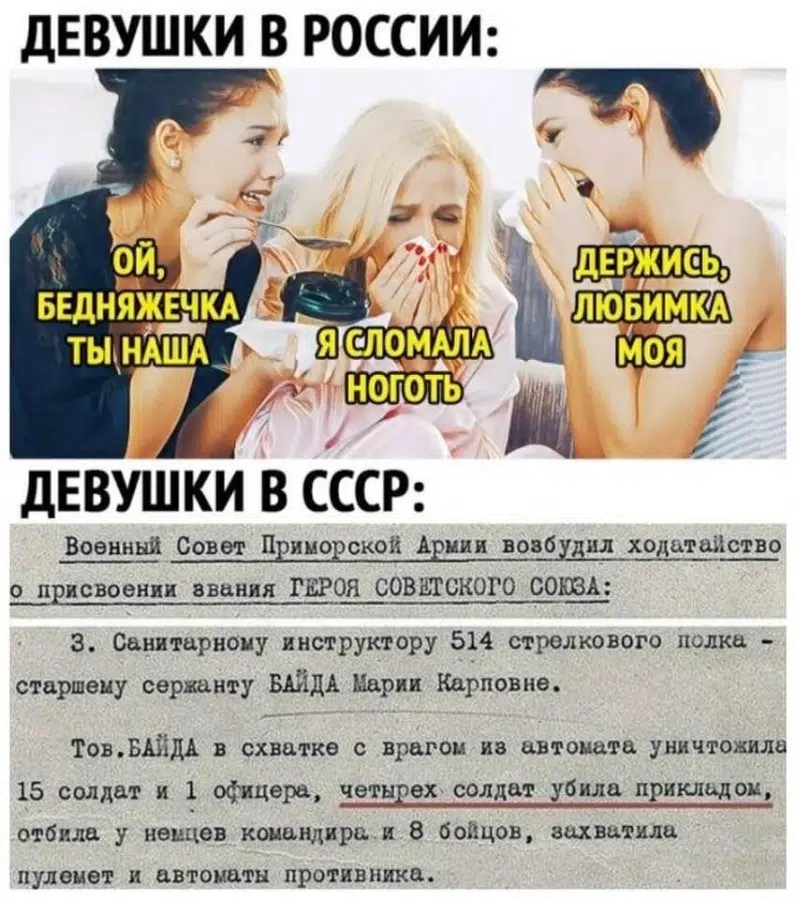 ДЕВУШКИ В РОССИИ:
ОЙ,
БЕДНЯЖЕЧКА
ТЫ НАША
Я СЛОМАЛА
НОГОТЬ
ДЕРЖИСЬ,
ЛЮБИМКА
МОЯ
ДЕВУШКИ В СССР:
Военный Совет Приморской Армии возбудил ходатайство
о присвоении звания ГЕРОЯ СОВЕТСКОГО СОЮЗА:
3. Санитарному инструктору 514 стрелкового полка -
старшему сержанту БАЙДА Марии Карповне.
Тов.БАЙДА в схватке с врагом из автомата уничтожила
15 солдат и 1 офицера, четырех солдат убила прикладом,
отбила у немцев командира и 8 бойцов, захватила
пулемет и автоматы противника.